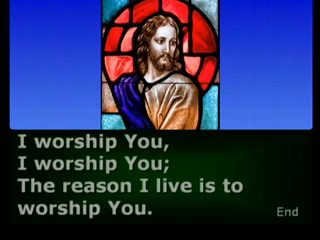 I worship You,
I worship You;
The reason I live is to
worship You.
End